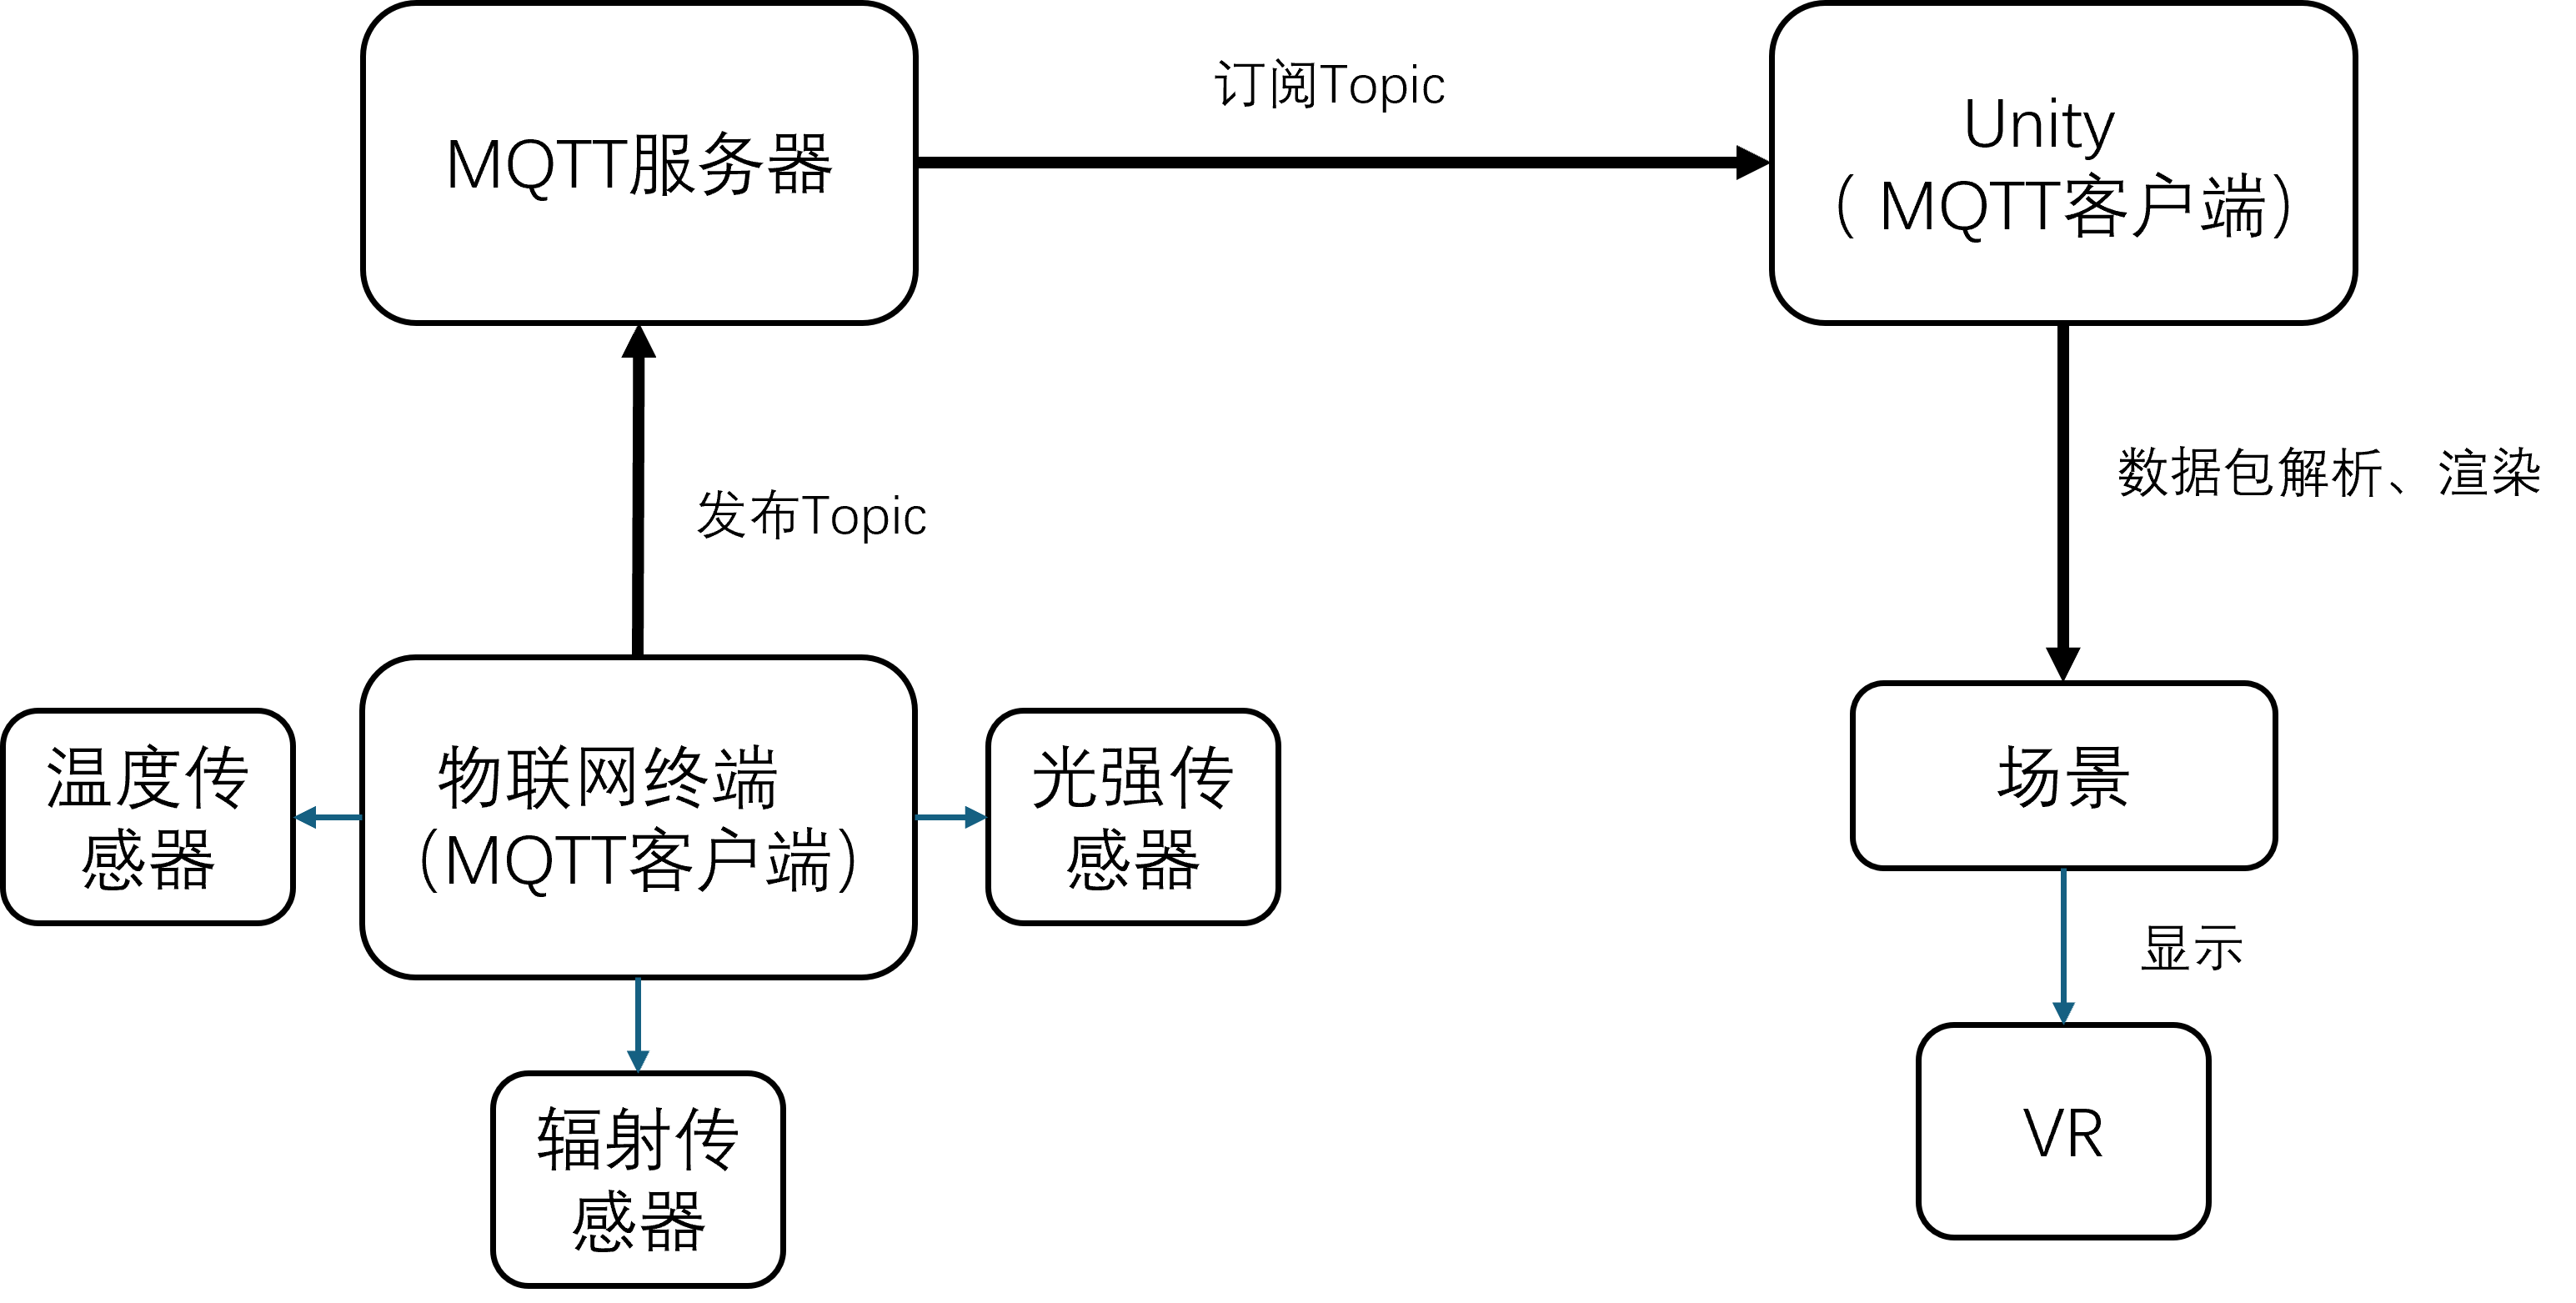 MQTT服务器
订阅Topic
Unity
( MQTT客户端)
发布Topic
数据包解析、渲染
温度传
感器
物联网终端
(MQTT客户端)
光强传
感器
场景
显示
辐射传
感器
VR